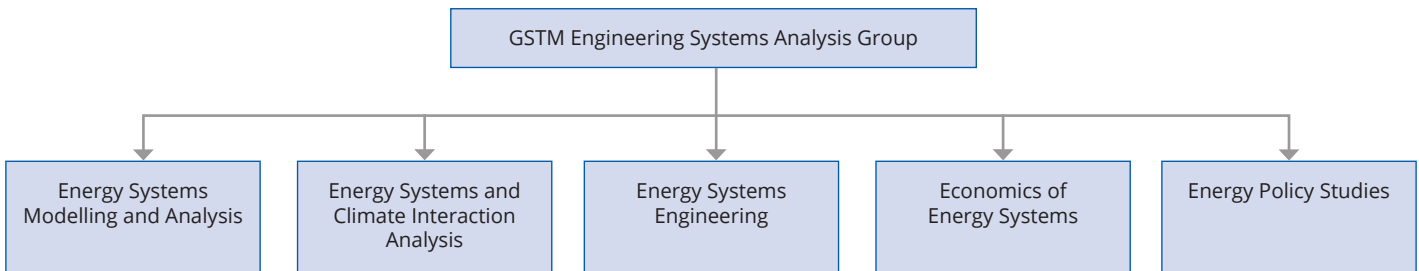 GSTM Engineering Systems Analysis Group
Energy Systems
Modelling and Analysis
Energy Systems and
Climate Interaction
Analysis
Energy Systems
Engineering
Economics of
Energy Systems
Energy Policy Studies